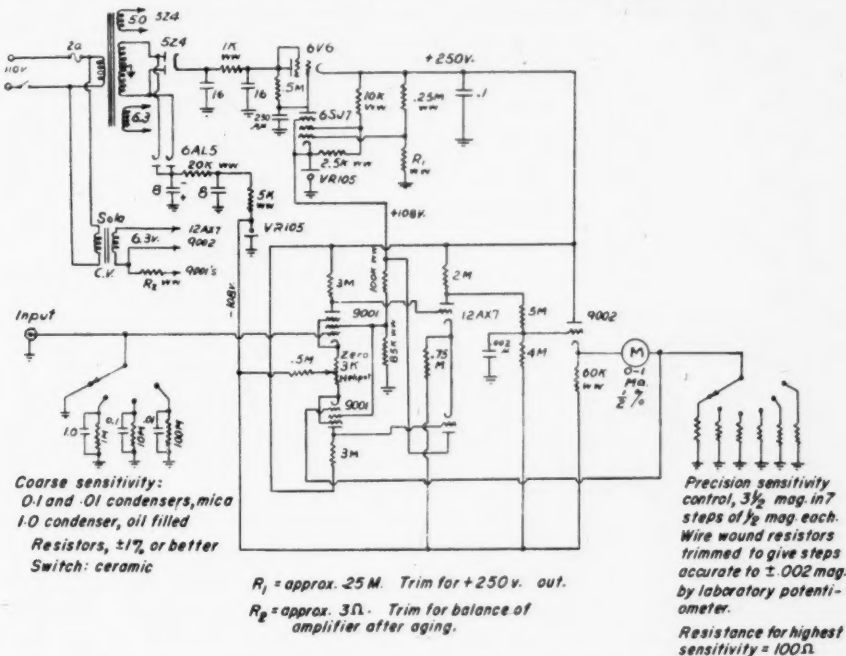 5.0 5Z4
2a
110V
5Z4
1K
WW
6V6
+250V.
16
16
.5M
10K
WW
.25M
WW
.1
6.3
250
6SJ7
6AL5
20K
WW
2.5K WW
R₁
WW
VR105
8
8
5K
WW
VR105
+108V.
Sola
12AX7
9002
6.3V.
C.V.
R₂ WW
9001's
-108V.
3M
100K WW
2M
9001
12AX7
5M
9002
Input
.5M
Zero
3K
Helipot
85K WW
.75
M
.002
M
4M
60K
WW
M
0-1
Ma.
½ %
9001
3M
1.0
1M
0.1
10M
.01
100M
Coarse sensitivity:
0.1 and .01 condensers, mica
1.0 condenser, oil filled
Resistors, ±1% or better
Switch: ceramic
R₁ = approx. .25 M. Trim for +250 v. out.
R₂ = approx. 3Ω. Trim for balance of
amplifier after aging.
Precision sensitivity
control, 3½ mag. in 7
steps of ½ mag. each.
Wire wound resistors
trimmed to give steps
accurate to ±.002 mag.
by laboratory potenti-
ometer.
Resistance for highest
sensitivity = 100Ω